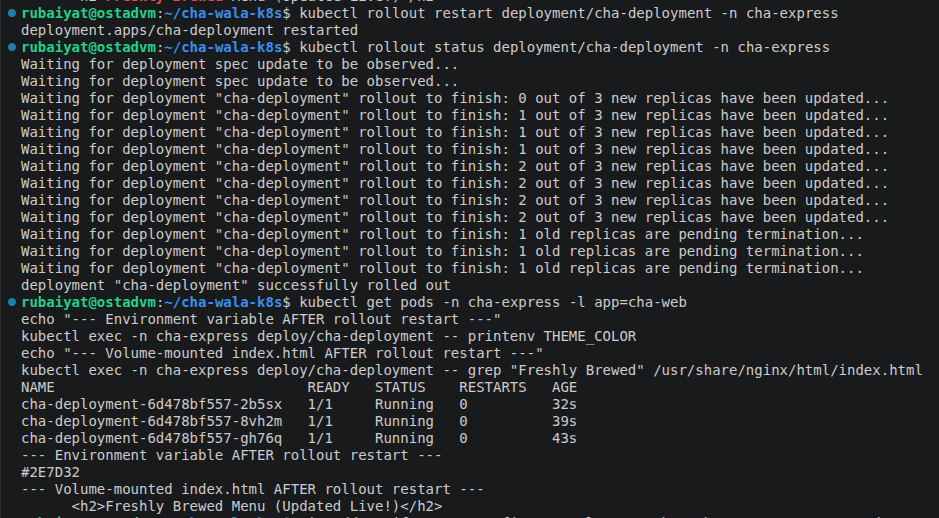 rubaiyat@ostadvm:~/cha-wala-k8s$ kubectl rollout restart deployment/cha-deployment -n cha-express
deployment.apps/cha-deployment restarted
rubaiyat@ostadvm:~/cha-wala-k8s$ kubectl rollout status deployment/cha-deployment -n cha-express
Waiting for deployment spec update to be observed...
Waiting for deployment spec update to be observed...
Waiting for deployment "cha-deployment" rollout to finish: 0 out of 3 new replicas have been updated...
Waiting for deployment "cha-deployment" rollout to finish: 1 out of 3 new replicas have been updated...
Waiting for deployment "cha-deployment" rollout to finish: 1 out of 3 new replicas have been updated...
Waiting for deployment "cha-deployment" rollout to finish: 1 out of 3 new replicas have been updated...
Waiting for deployment "cha-deployment" rollout to finish: 2 out of 3 new replicas have been updated...
Waiting for deployment "cha-deployment" rollout to finish: 2 out of 3 new replicas have been updated...
Waiting for deployment "cha-deployment" rollout to finish: 2 out of 3 new replicas have been updated...
Waiting for deployment "cha-deployment" rollout to finish: 2 out of 3 new replicas have been updated...
Waiting for deployment "cha-deployment" rollout to finish: 1 old replicas are pending termination...
Waiting for deployment "cha-deployment" rollout to finish: 1 old replicas are pending termination...
Waiting for deployment "cha-deployment" rollout to finish: 1 old replicas are pending termination...
deployment "cha-deployment" successfully rolled out
rubaiyat@ostadvm:~/cha-wala-k8s$ kubectl get pods -n cha-express -l app=cha-web
echo "--- Environment variable AFTER rollout restart ---"
kubectl exec -n cha-express deploy/cha-deployment -- printenv THEME_COLOR
echo "--- Volume-mounted index.html AFTER rollout restart ---"
kubectl exec -n cha-express deploy/cha-deployment -- grep "Freshly Brewed" /usr/share/nginx/html/index.html
NAME READY STATUS RESTARTS AGE
cha-deployment-6d478bf557-2b5sx 1/1 Running 0 32s
cha-deployment-6d478bf557-8vh2m 1/1 Running 0 39s
cha-deployment-6d478bf557-gh76q 1/1 Running 0 43s
--- Environment variable AFTER rollout restart ---
#2E7D32
--- Volume-mounted index.html AFTER rollout restart ---
<h2>Freshly Brewed Menu (Updated Live!)</h2>